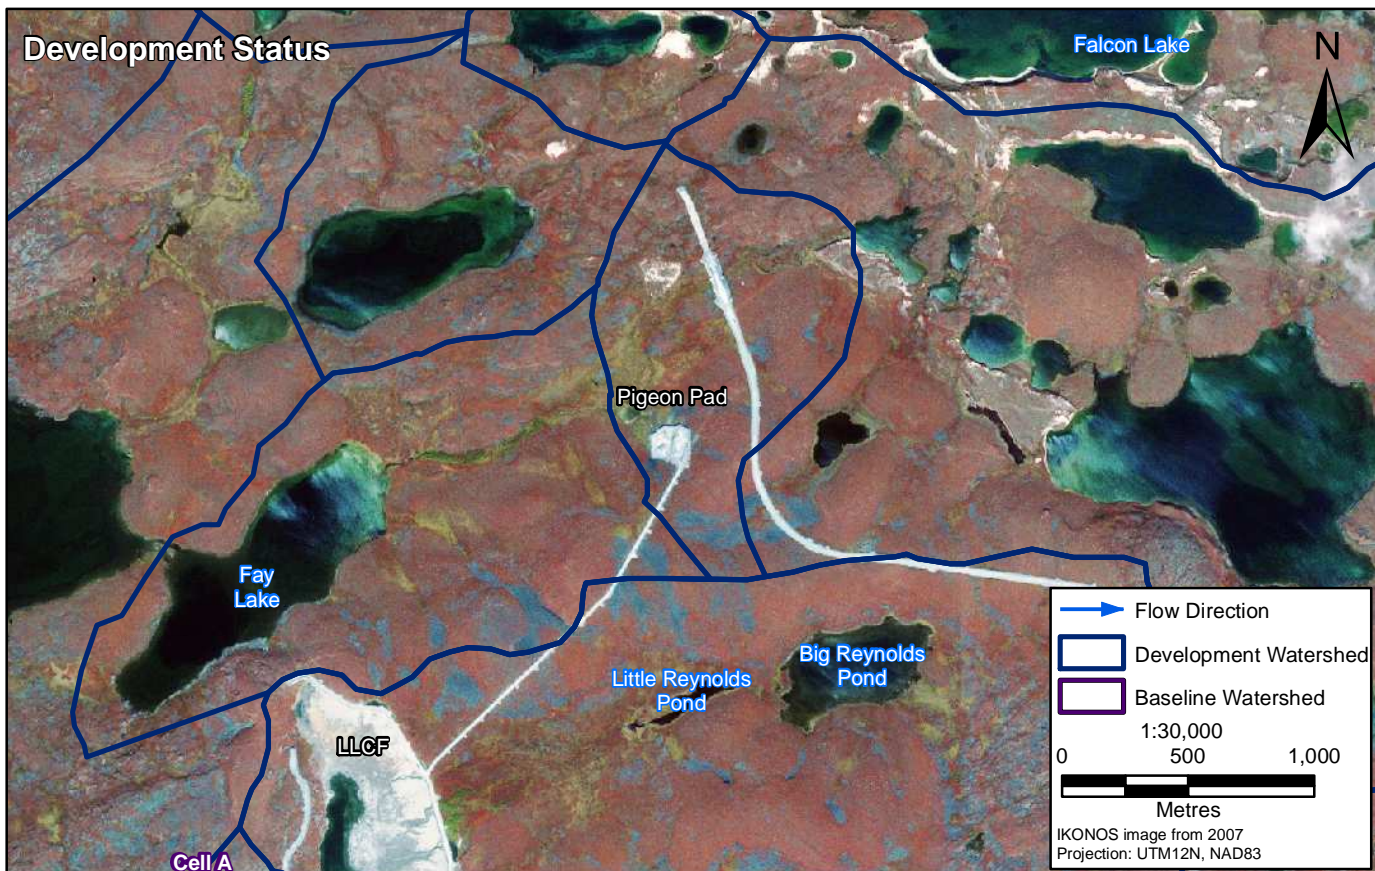 Development Status
Falcon Lake
N
Pigeon Pad
Fay
Lake
Big Reynolds
Pond
Little Reynolds
Pond
LLCF
Cell A
Flow Direction
Development Watershed
Baseline Watershed
1:30,000
0 500 1,000
Metres
IKONOS image from 2007
Projection: UTM12N, NAD83